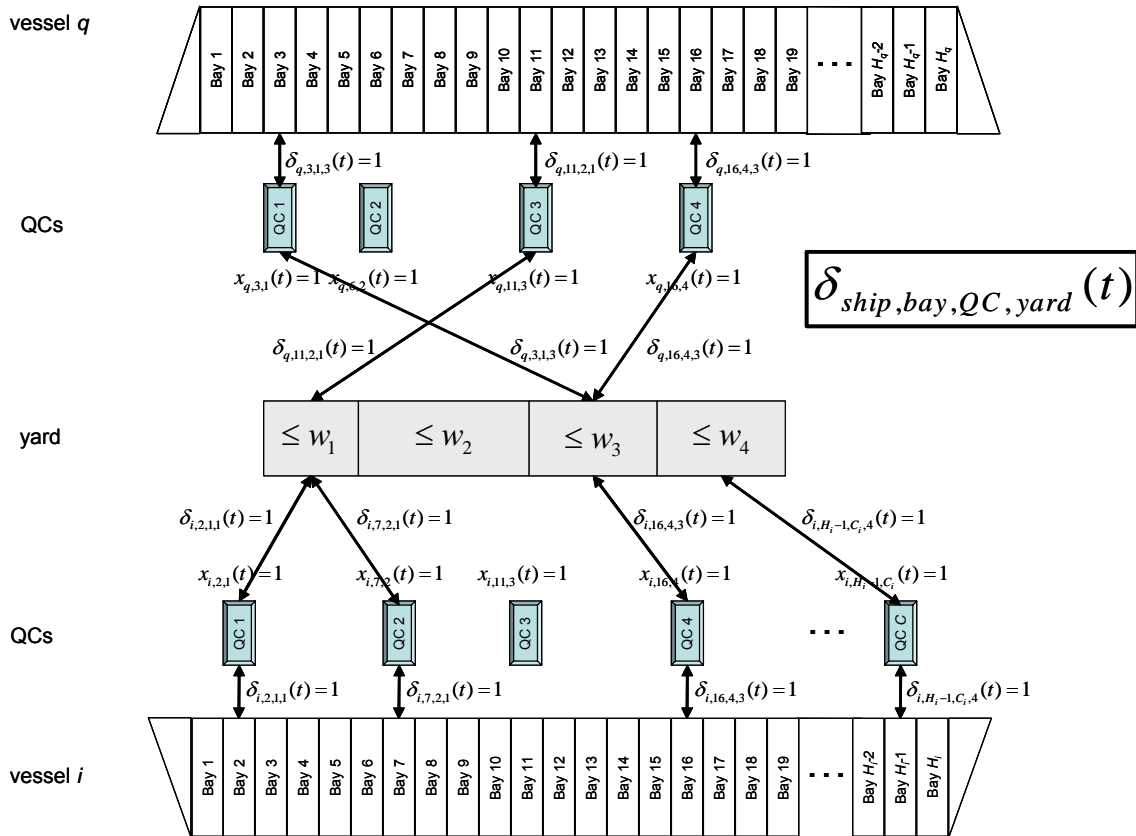 vessel q
Bay 1 Bay 2 Bay 3 Bay 4 Bay 5 Bay 6 Bay 7 Bay 8 Bay 9 Bay 10 Bay 11 Bay 12 Bay 13 Bay 14 Bay 15 Bay 16 Bay 17 Bay 18 Bay 19 ... Bay H_q-2 Bay H_q-1 Bay H_q
δ_{q,3,1,3}(t)=1 δ_{q,11,2,1}(t)=1 δ_{q,16,4,3}(t)=1
QCs
QC 1 QC 2 QC 3 QC 4
x_{q,3,1}(t)=1 x_{q,6,2}(t)=1 x_{q,11,3}(t)=1 x_{q,16,4}(t)=1
δ_{ship,bay,QC,yard}(t)
δ_{q,11,2,1}(t)=1 δ_{q,3,1,3}(t)=1 δ_{q,16,4,3}(t)=1
yard
≤ w_1 ≤ w_2 ≤ w_3 ≤ w_4
δ_{i,2,1,1}(t)=1 δ_{i,7,2,1}(t)=1 δ_{i,16,4,3}(t)=1 δ_{i,H_i-1,C_i,4}(t)=1
x_{i,2,1}(t)=1 x_{i,7,2}(t)=1 x_{i,11,3}(t)=1 x_{i,16,4}(t)=1 x_{i,H_i-1,C_i}(t)=1
QCs
QC 1 QC 2 QC 3 QC 4 ... QC C
δ_{i,2,1,1}(t)=1 δ_{i,7,2,1}(t)=1 δ_{i,16,4,3}(t)=1 δ_{i,H_i-1,C_i,4}(t)=1
vessel i
Bay 1 Bay 2 Bay 3 Bay 4 Bay 5 Bay 6 Bay 7 Bay 8 Bay 9 Bay 10 Bay 11 Bay 12 Bay 13 Bay 14 Bay 15 Bay 16 Bay 17 Bay 18 Bay 19 ... Bay H_i-2 Bay H_i-1 Bay H_i